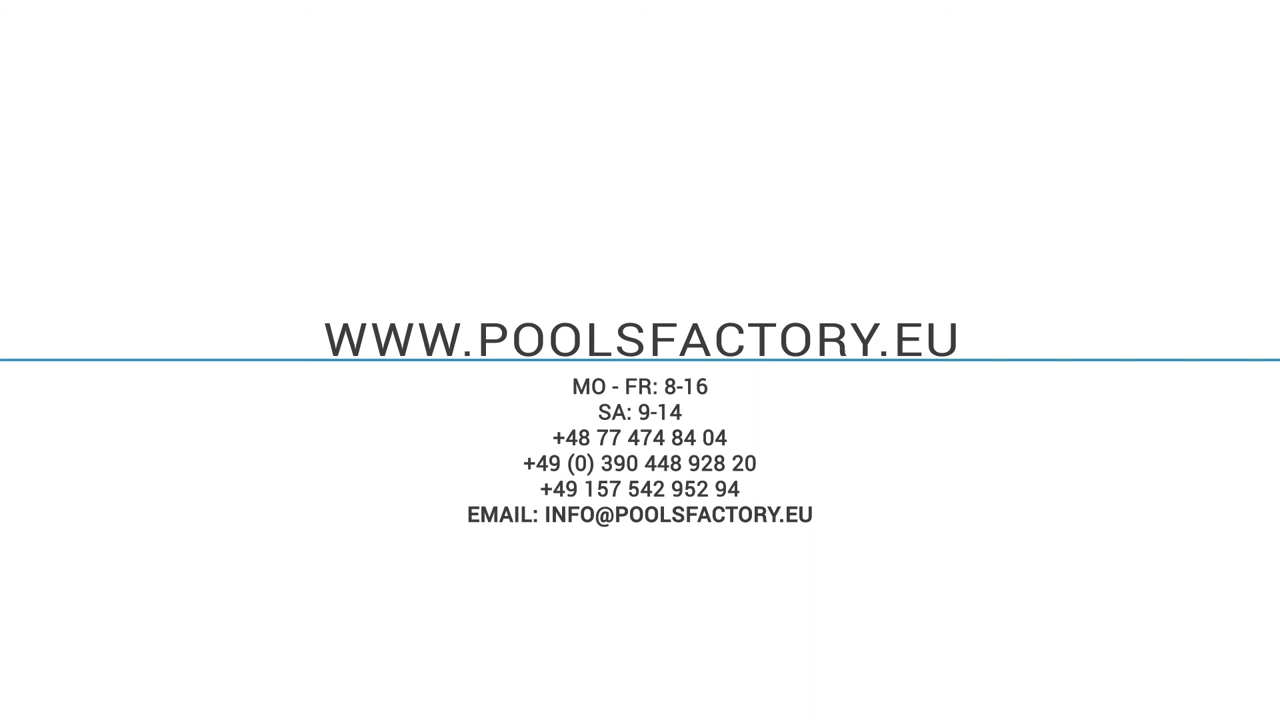 WWW.POOLSFACTORY.EU
MO - FR: 8-16
SA: 9-14
+48 77 474 84 04
+49 (0) 390 448 928 20
+49 157 542 952 94
EMAIL: INFO@POOLSFACTORY.EU